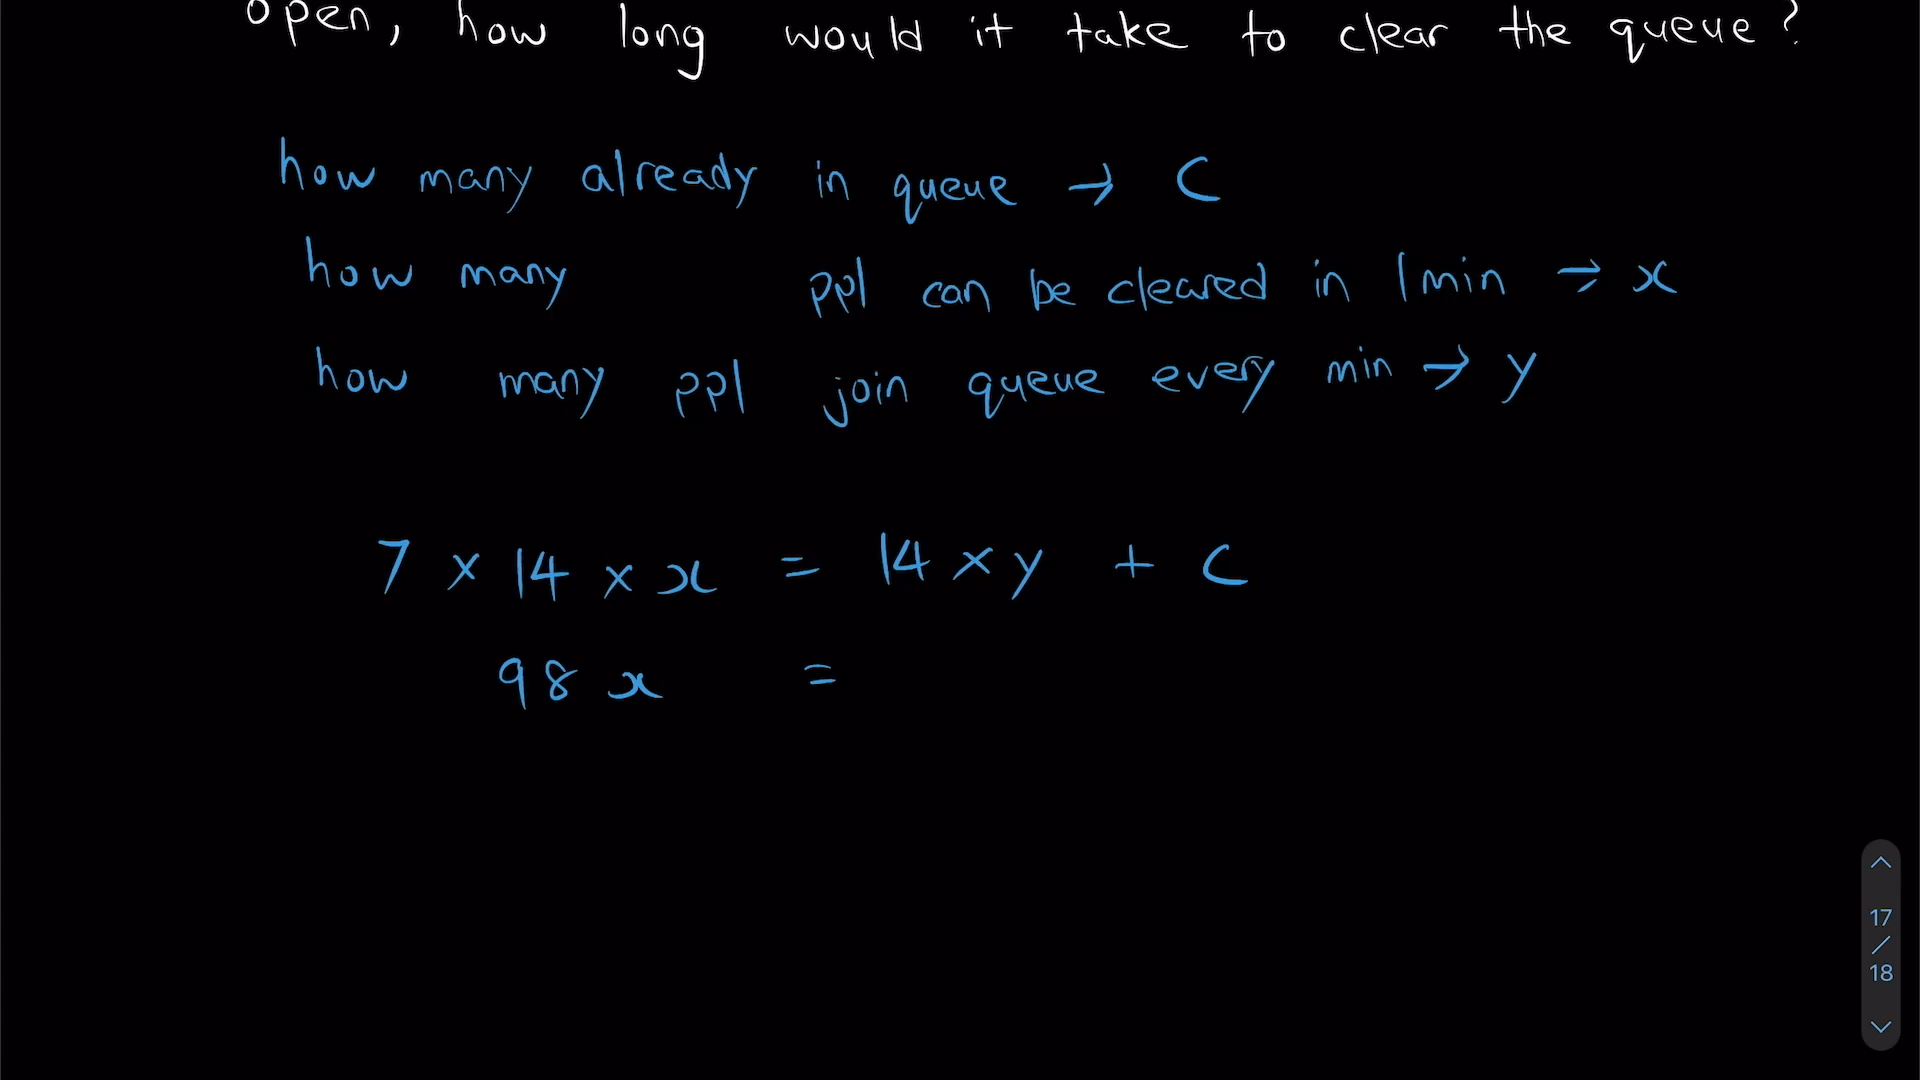 open, how long would it take to clear the queue?
how many already in queue → C
how many ppl can be cleared in 1 min → x
how many ppl join queue every min → y
7 × 14 × x = 14 × y + C
98 x =
17
/
18